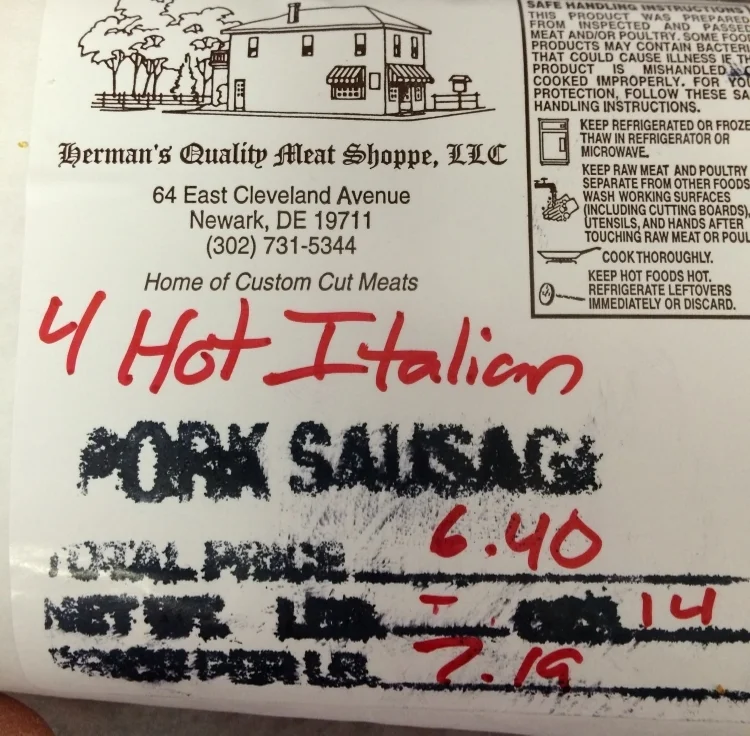 Herman's Quality Meat Shoppe, LLC
64 East Cleveland Avenue
Newark, DE 19711
(302) 731-5344
Home of Custom Cut Meats
SAFE HANDLING INSTRUCTIONS
THIS PRODUCT WAS PREPARED
FROM INSPECTED AND PASSED
MEAT AND/OR POULTRY. SOME FOOD
PRODUCTS MAY CONTAIN BACTER
THAT COULD CAUSE ILLNESS IF TH
PRODUCT IS MISHANDLED
COOKED IMPROPERLY. FOR YOU
PROTECTION, FOLLOW THESE SA
HANDLING INSTRUCTIONS.
KEEP REFRIGERATED OR FROZE
THAW IN REFRIGERATOR OR
MICROWAVE.
KEEP RAW MEAT AND POULTRY
SEPARATE FROM OTHER FOODS
WASH WORKING SURFACES
(INCLUDING CUTTING BOARDS),
UTENSILS, AND HANDS AFTER
TOUCHING RAW MEAT OR POUL
COOK THOROUGHLY.
KEEP HOT FOODS HOT.
REFRIGERATE LEFTOVERS
IMMEDIATELY OR DISCARD.
4 Hot Italian
PORK SAUSAGE
TOTAL PRICE 6.40
NET WT. LBS. - . OZS. 14
PRICE PER LB. 7.19